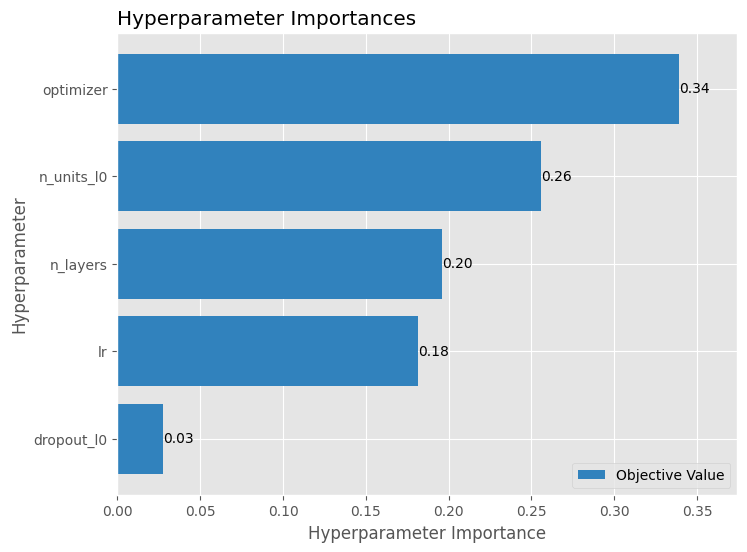 Hyperparameter Importances
Hyperparameter
optimizer
0.34
n_units_l0
0.26
n_layers
0.20
lr
0.18
dropout_l0
0.03
Objective Value
0.00 0.05 0.10 0.15 0.20 0.25 0.30 0.35
Hyperparameter Importance